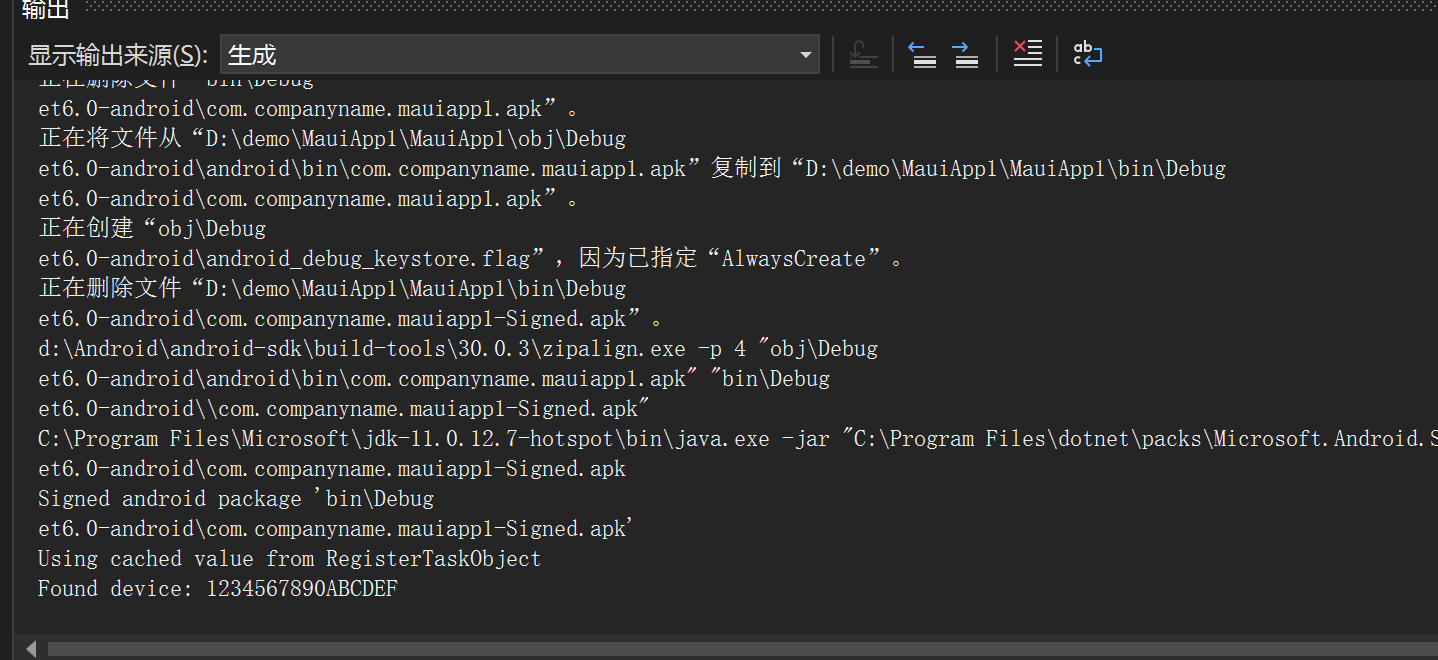 输出
显示输出来源(S): 生成
正在删除文件“bin\Debug
et6.0-android\com.companyname.mauiapp1.apk”。
正在将文件从“D:\demo\MauiApp1\MauiApp1\obj\Debug
et6.0-android\android\bin\com.companyname.mauiapp1.apk”复制到“D:\demo\MauiApp1\MauiApp1\bin\Debug
et6.0-android\com.companyname.mauiapp1.apk”。
正在创建“obj\Debug
et6.0-android\android_debug_keystore.flag”，因为已指定“AlwaysCreate”。
正在删除文件“D:\demo\MauiApp1\MauiApp1\bin\Debug
et6.0-android\com.companyname.mauiapp1-Signed.apk”。
d:\Android\android-sdk\build-tools\30.0.3\zipalign.exe -p 4 "obj\Debug
et6.0-android\android\bin\com.companyname.mauiapp1.apk" "bin\Debug
et6.0-android\\com.companyname.mauiapp1-Signed.apk"
C:\Program Files\Microsoft\jdk-11.0.12.7-hotspot\bin\java.exe -jar "C:\Program Files\dotnet\packs\Microsoft.Android.S
et6.0-android\com.companyname.mauiapp1-Signed.apk
Signed android package 'bin\Debug
et6.0-android\com.companyname.mauiapp1-Signed.apk'
Using cached value from RegisterTaskObject
Found device: 1234567890ABCDEF